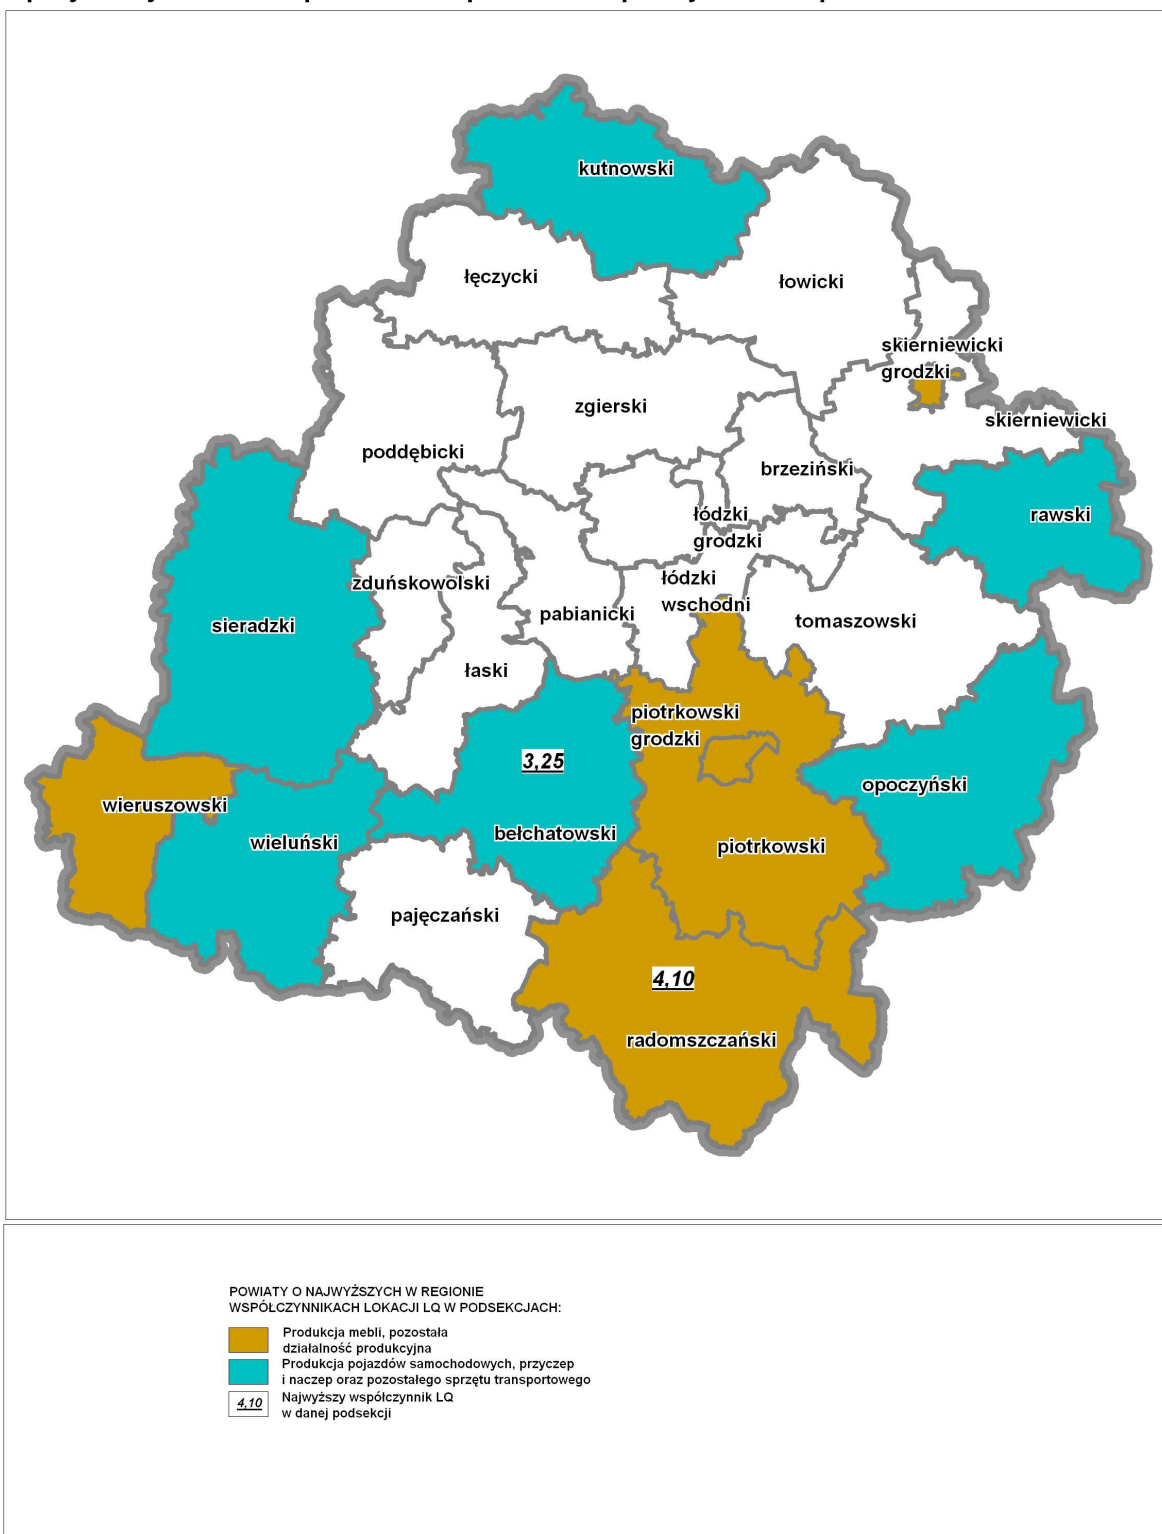 kutnowski
łęczycki
łowicki
skierniewicki
grodzki
zgierski
skierniewicki
poddębicki
brzeziński
rawski
łódzki
grodzki
zduńskowolski
łódzki
wschodni
pabianicki
tomaszowski
sieradzki
łaski
piotrkowski
grodzki
3,25
opoczyński
wieruszowski
bełchatowski
wieluński
piotrkowski
pajęczański
4,10
radomszczański
POWIATY O NAJWYŻSZYCH W REGIONIE
WSPÓŁCZYNNIKACH LOKACJI LQ W PODSEKCJACH:
Produkcja mebli, pozostała
działalność produkcyjna
Produkcja pojazdów samochodowych, przyczep
i naczep oraz pozostałego sprzętu transportowego
4,10
Najwyższy współczynnik LQ
w danej podsekcji